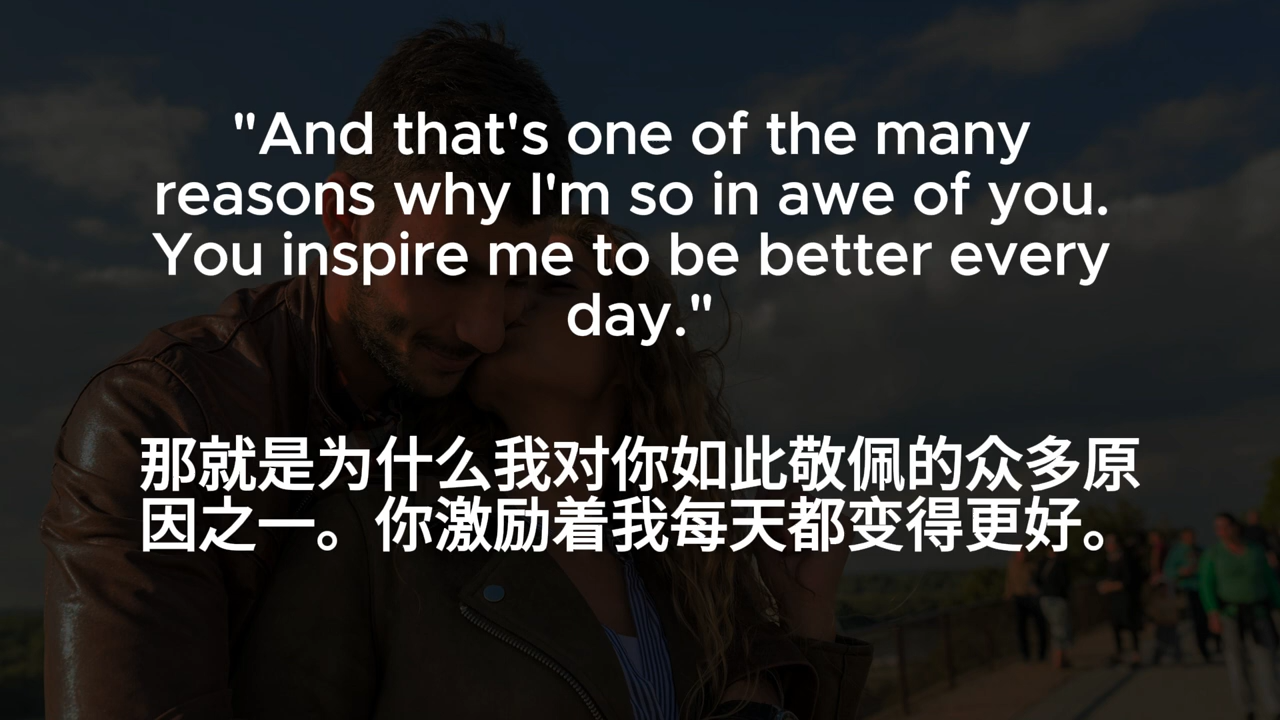 "And that's one of the many
reasons why I'm so in awe of you.
You inspire me to be better every
day."
那就是为什么我对你如此敬佩的众多原
因之一。你激励着我每天都变得更好。